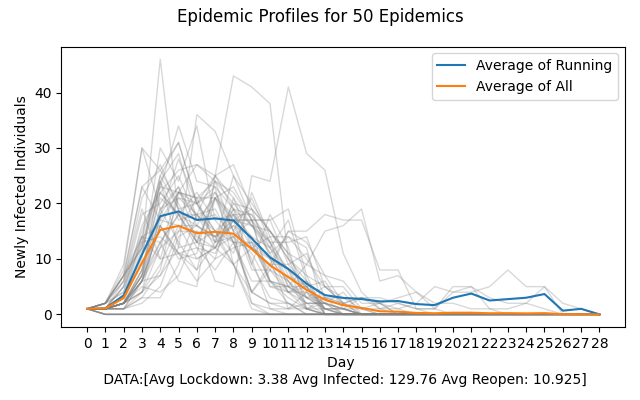 Epidemic Profiles for 50 Epidemics
Average of Running
Average of All
Newly Infected Individuals
40
30
20
10
0
0 1 2 3 4 5 6 7 8 9 10 11 12 13 14 15 16 17 18 19 20 21 22 23 24 25 26 27 28
Day
DATA:[Avg Lockdown: 3.38 Avg Infected: 129.76 Avg Reopen: 10.925]